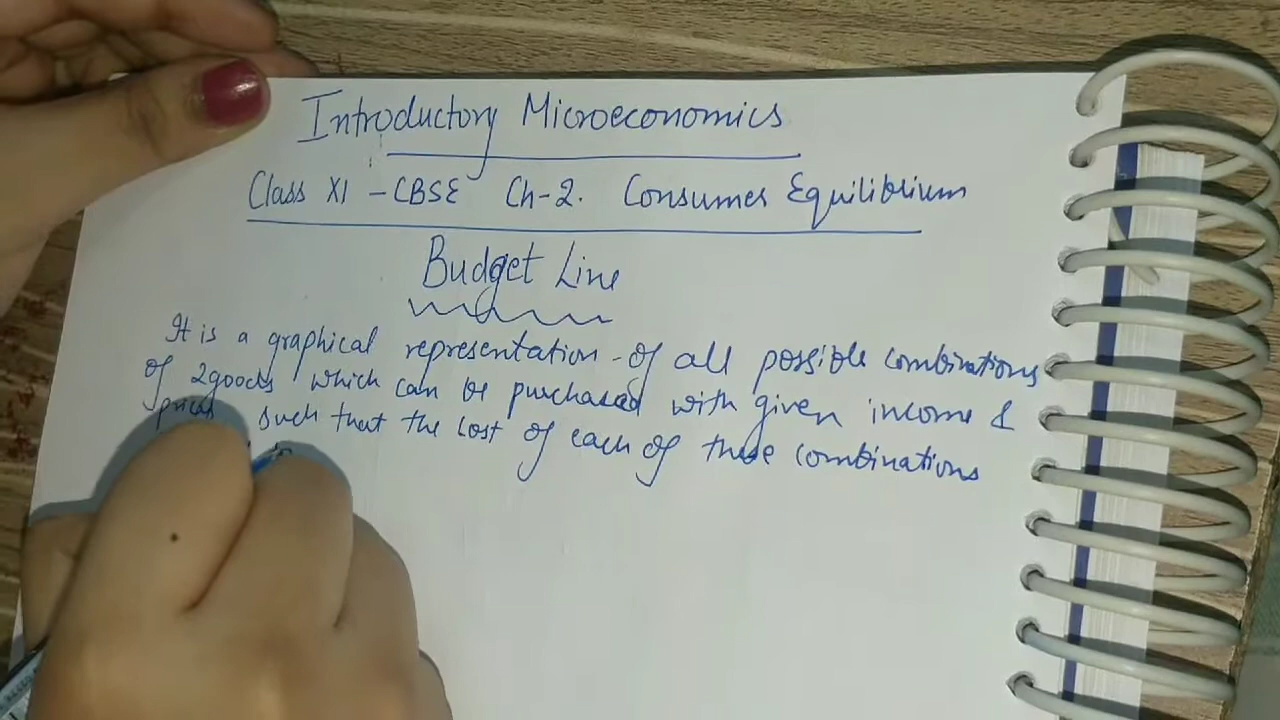 Introductory Microeconomics
Class XI - CBSE Ch-2. Consumer Equilibrium
Budget Line
It is a graphical representation of all possible combinations
of 2goods which can be purchased with given income &
prices such that the cost of each of these combinations